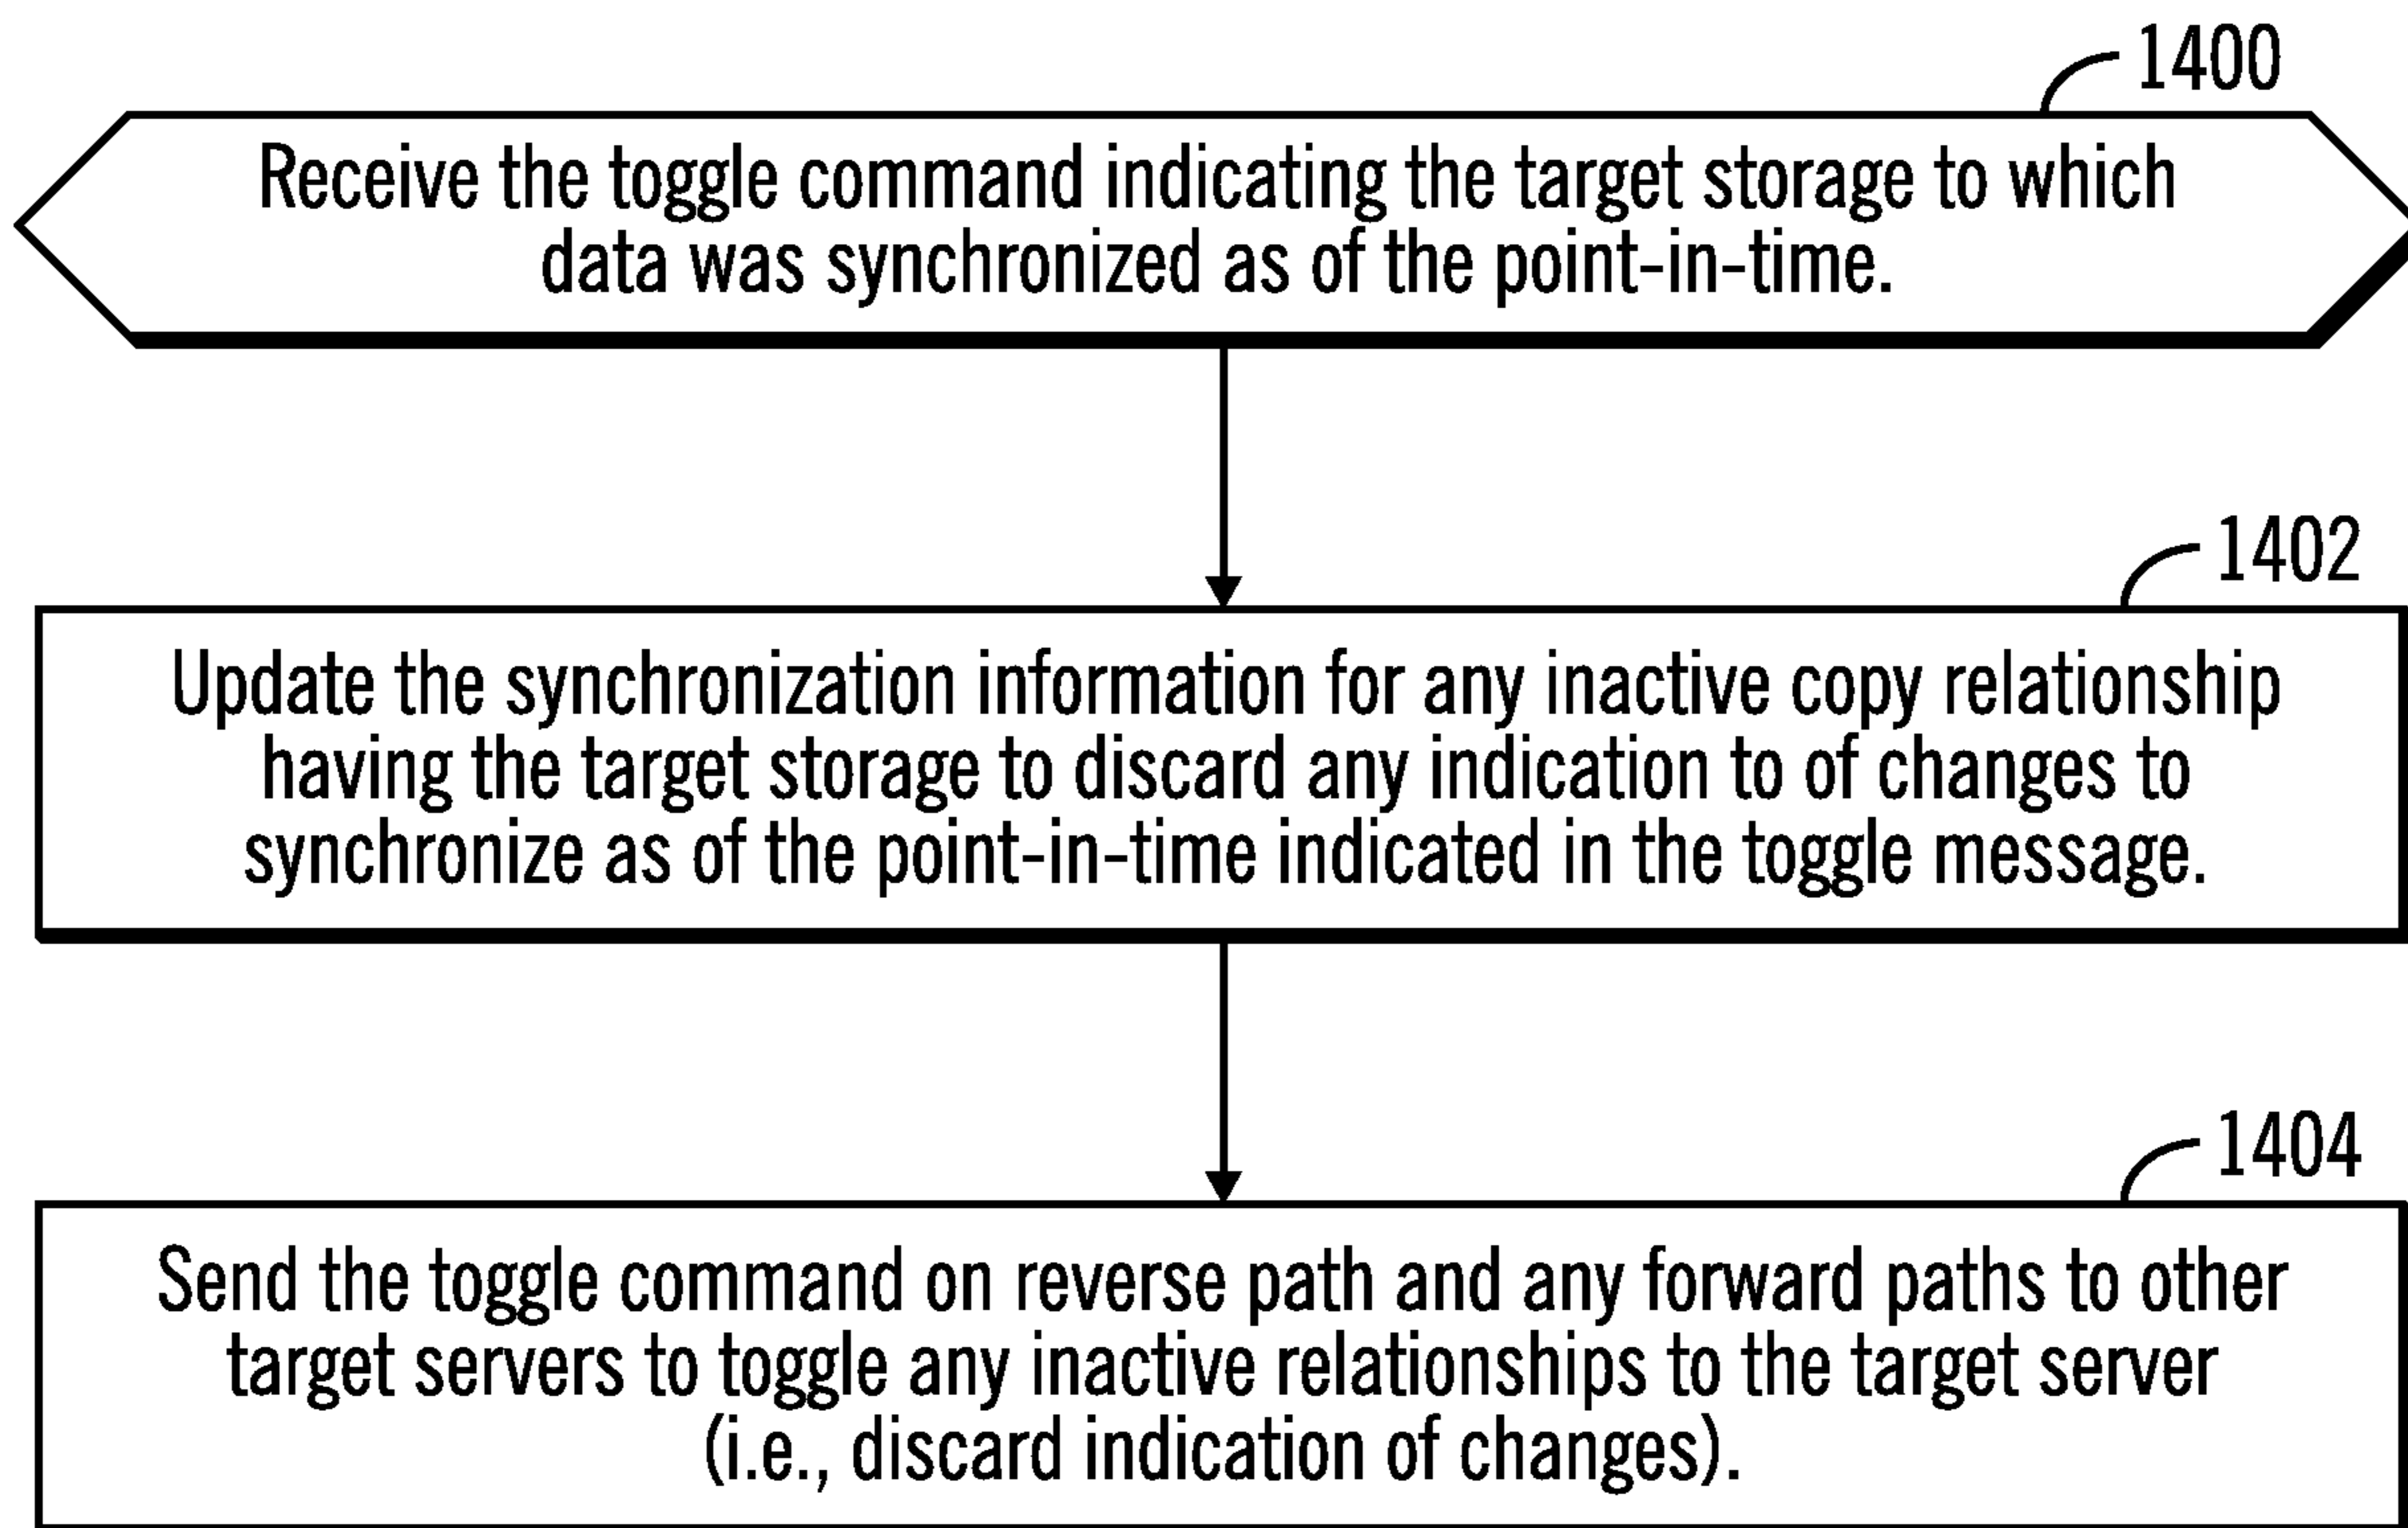 1400
Receive the toggle command indicating the target storage to which
data was synchronized as of the point-in-time.
1402
Update the synchronization information for any inactive copy relationship
having the target storage to discard any indication to of changes to
synchronize as of the point-in-time indicated in the toggle message.
1404
Send the toggle command on reverse path and any forward paths to other
target servers to toggle any inactive relationships to the target server
(i.e., discard indication of changes).